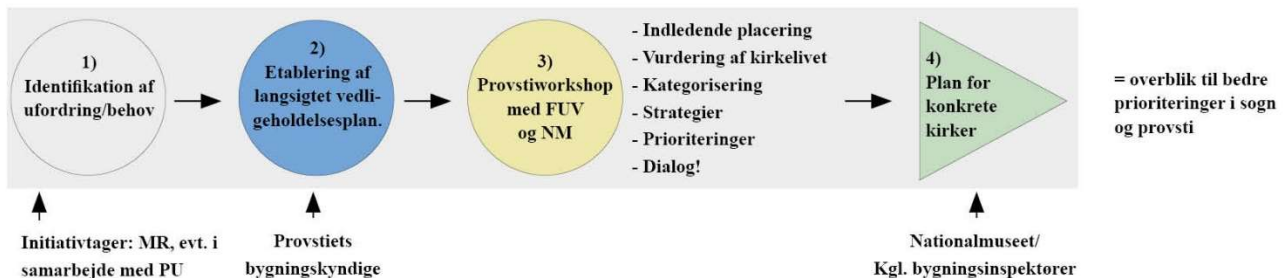 1)
Identifikation af
ufordring/behov
2)
Etablering af
langsigtet vedli-
geholdelsesplan.
3)
Provstiworkshop
med FUV
og NM
- Indledende placering
- Vurdering af kirkelivet
- Kategorisering
- Strategier
- Prioriteringer
- Dialog!
4)
Plan for
konkrete
kirker
= overblik til bedre
prioriteringer i sogn
og provsti
Initiativtager: MR, evt. i
samarbejde med PU
Provstiets
bygningskyndige
Nationalmuseet/
Kgl. bygningsinspektører